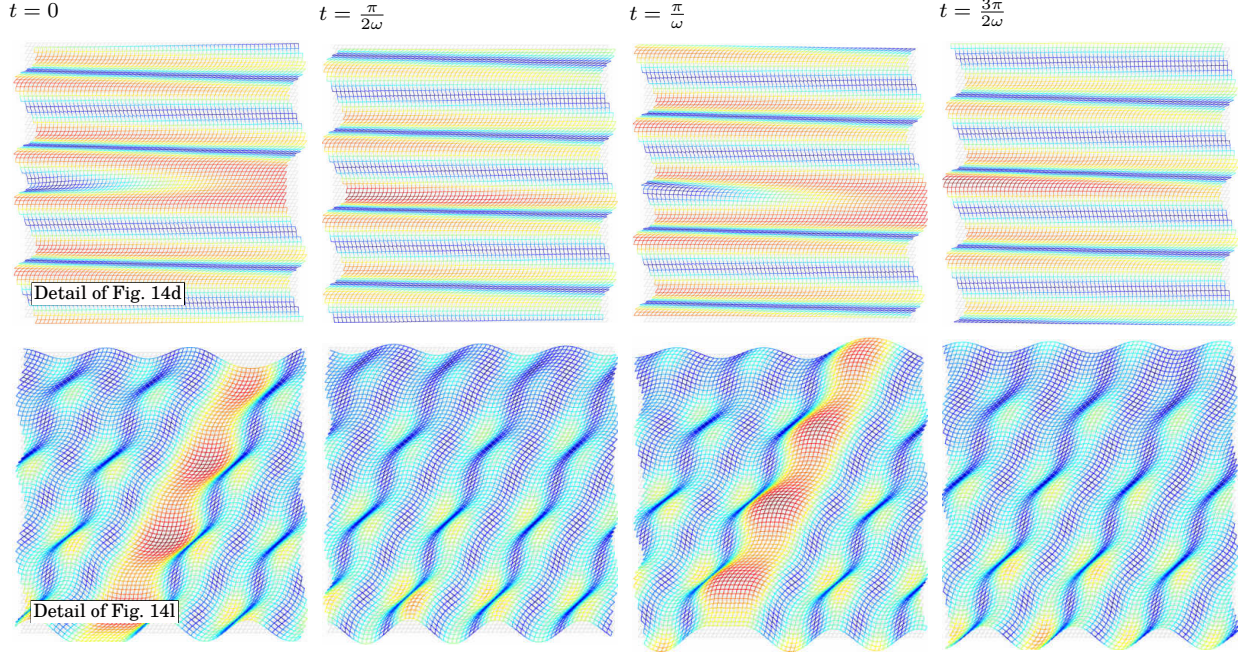 t = 0 t = π/2ω t = π/ω t = 3π/2ω
Detail of Fig. 14d
Detail of Fig. 14l